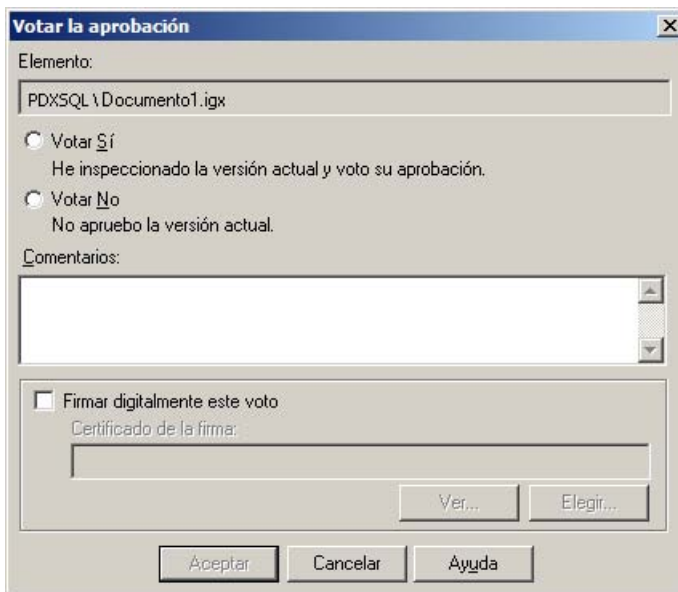 Votar la aprobación
Elemento:
PDXSQL\Documento1.igx
Votar Sí
He inspeccionado la versión actual y voto su aprobación.
Votar No
No apruebo la versión actual.
Comentarios:
Firmar digitalmente este voto
Certificado de la firma:
Ver... Elegir...
Aceptar Cancelar Ayuda